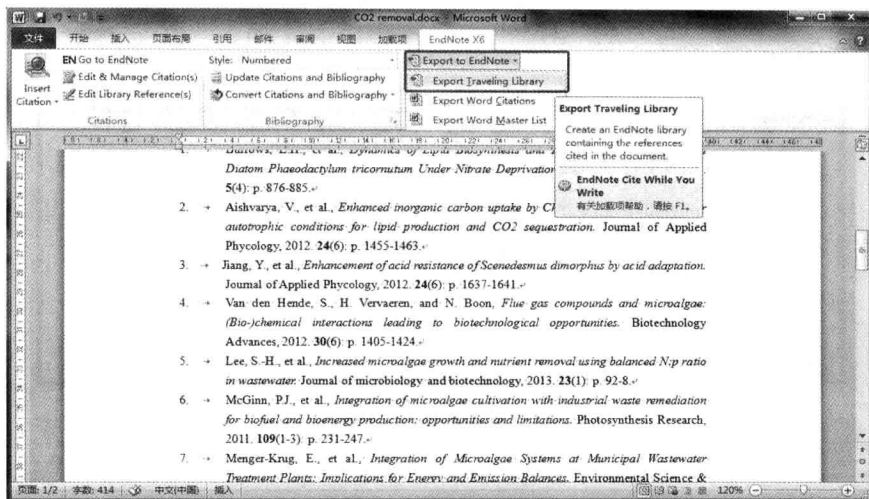 CO2 removal.docx - Microsoft Word
文件 开始 插入 页面布局 引用 邮件 审阅 视图 加载项 EndNote X6
EN Go to EndNote Style: Numbered Export to EndNote
Edit & Manage Citation(s) Update Citations and Bibliography Export Traveling Library
Insert Citation Edit Library Reference(s) Convert Citations and Bibliography Export Word Citations
Export Word Master List
Citations Bibliography
Export Traveling Library
Create an EndNote library
containing the references
cited in the document.
EndNote Cite While You
Write
有关加载项帮助，请按 F1。
Diatom Phaeodactylum tricornutum Under Nitrate Deprivation
5(4): p. 876-885.
2. Aishvarya, V., et al., Enhanced inorganic carbon uptake by
autotrophic conditions for lipid production and CO2 sequestration. Journal of Applied
Phycology, 2012. 24(6): p. 1455-1463.
3. Jiang, Y., et al., Enhancement of acid resistance of Scenedesmus dimorphus by acid adaptation.
Journal of Applied Phycology, 2012. 24(6): p. 1637-1641.
4. Van den Hende, S., H. Vervaeren, and N. Boon, Flue gas compounds and microalgae:
(Bio-)chemical interactions leading to biotechnological opportunities. Biotechnology
Advances, 2012. 30(6): p. 1405-1424.
5. Lee, S.-H., et al., Increased microalgae growth and nutrient removal using balanced N:p ratio
in wastewater. Journal of microbiology and biotechnology, 2013. 23(1): p. 92-8.
6. McGinn, P.J., et al., Integration of microalgae cultivation with industrial waste remediation
for biofuel and bioenergy production: opportunities and limitations. Photosynthesis Research,
2011. 109(1-3): p. 231-247.
7. Menger-Krug, E., et al., Integration of Microalgae Systems at Municipal Wastewater
Treatment Plants: Implications for Energy and Emission Balances. Environmental Science &
页面: 1/2 字数: 414 中文(中国) 插入 120%